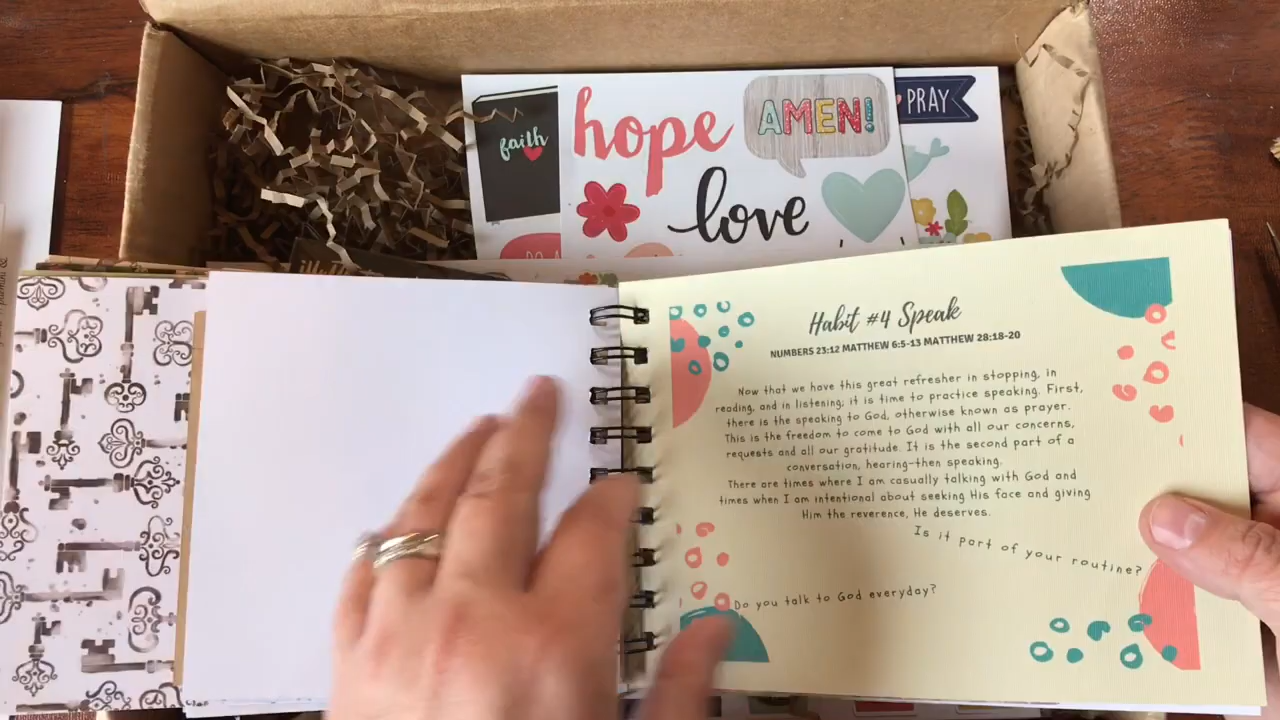 faith
hope
AMEN!
PRAY
love
Habit #4 Speak
NUMBERS 23:12 MATTHEW 6:5-13 MATTHEW 28:18-20
Now that we have this great refresher in stopping, in
reading, and in listening; it is time to practice speaking. First,
there is the speaking to God, otherwise known as prayer.
This is the freedom to come to God with all our concerns,
requests and all our gratitude. It is the second part of a
conversation, hearing-then speaking.
There are times where I am casually talking with God and
times when I am intentional about seeking His face and giving
Him the reverence, He deserves.
Is it part of your routine?
Do you talk to God everyday?